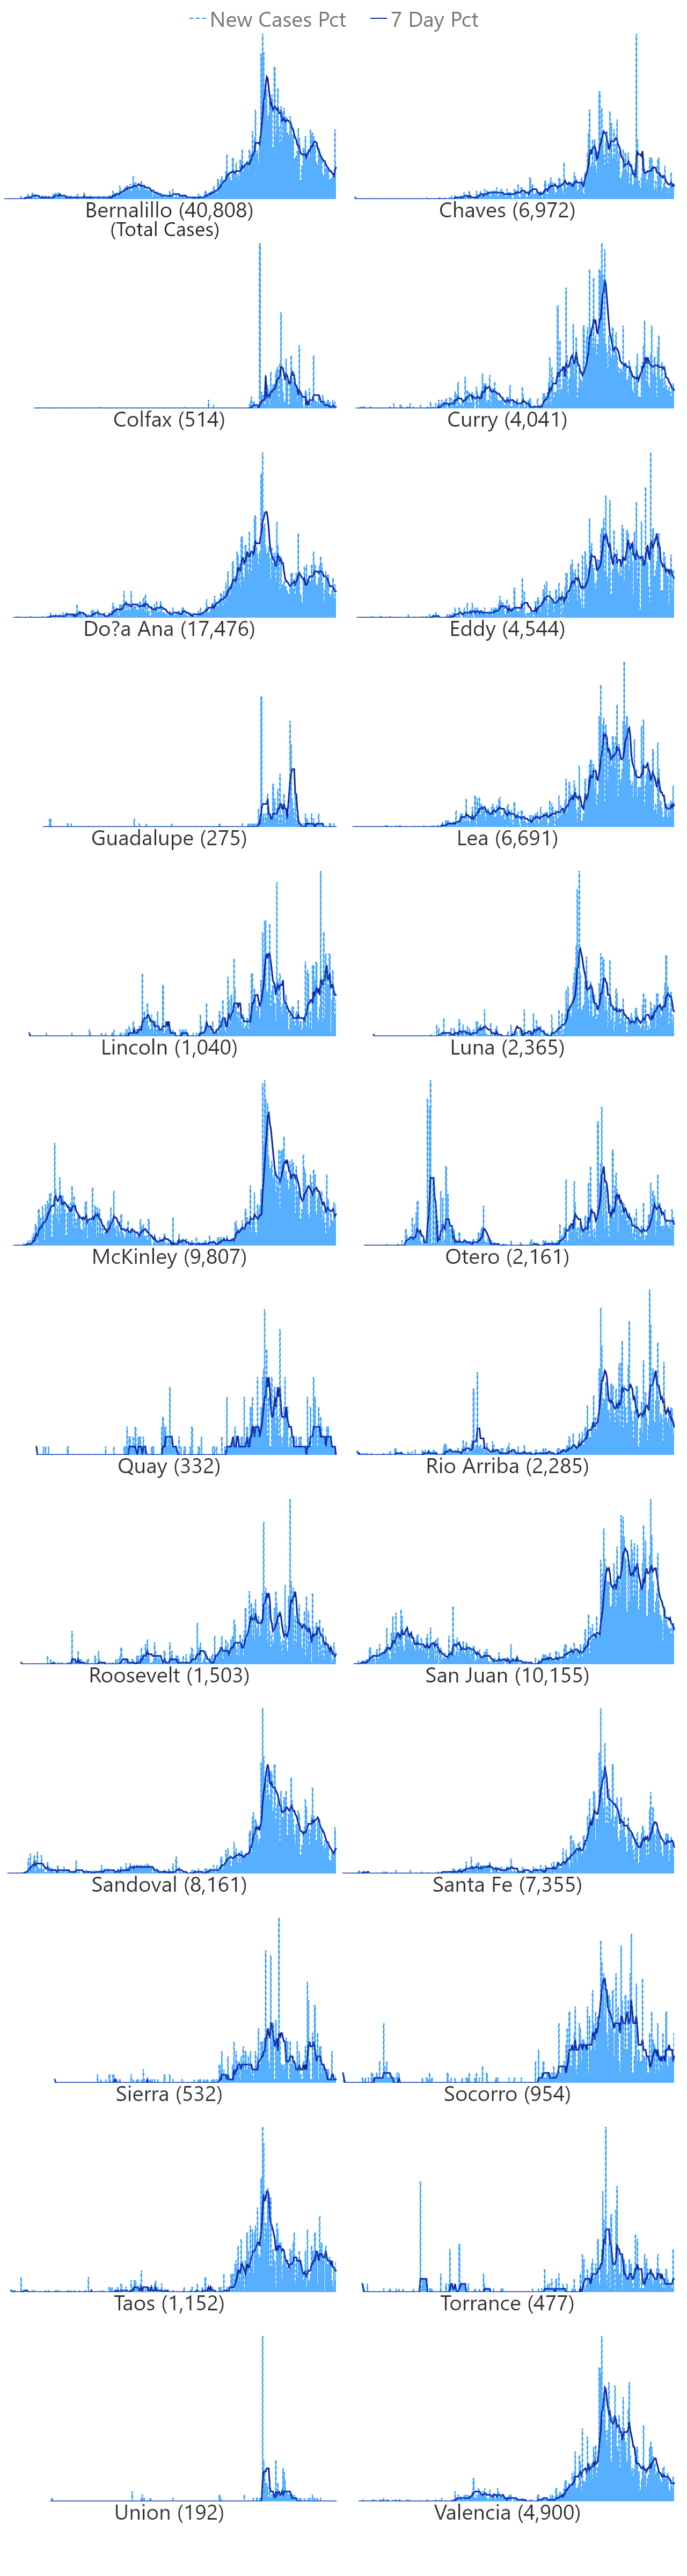 New Cases Pct 7 Day Pct
Bernalillo (40,808)
(Total Cases)
Chaves (6,972)
Colfax (514)
Curry (4,041)
Do?a Ana (17,476)
Eddy (4,544)
Guadalupe (275)
Lea (6,691)
Lincoln (1,040)
Luna (2,365)
McKinley (9,807)
Otero (2,161)
Quay (332)
Rio Arriba (2,285)
Roosevelt (1,503)
San Juan (10,155)
Sandoval (8,161)
Santa Fe (7,355)
Sierra (532)
Socorro (954)
Taos (1,152)
Torrance (477)
Union (192)
Valencia (4,900)